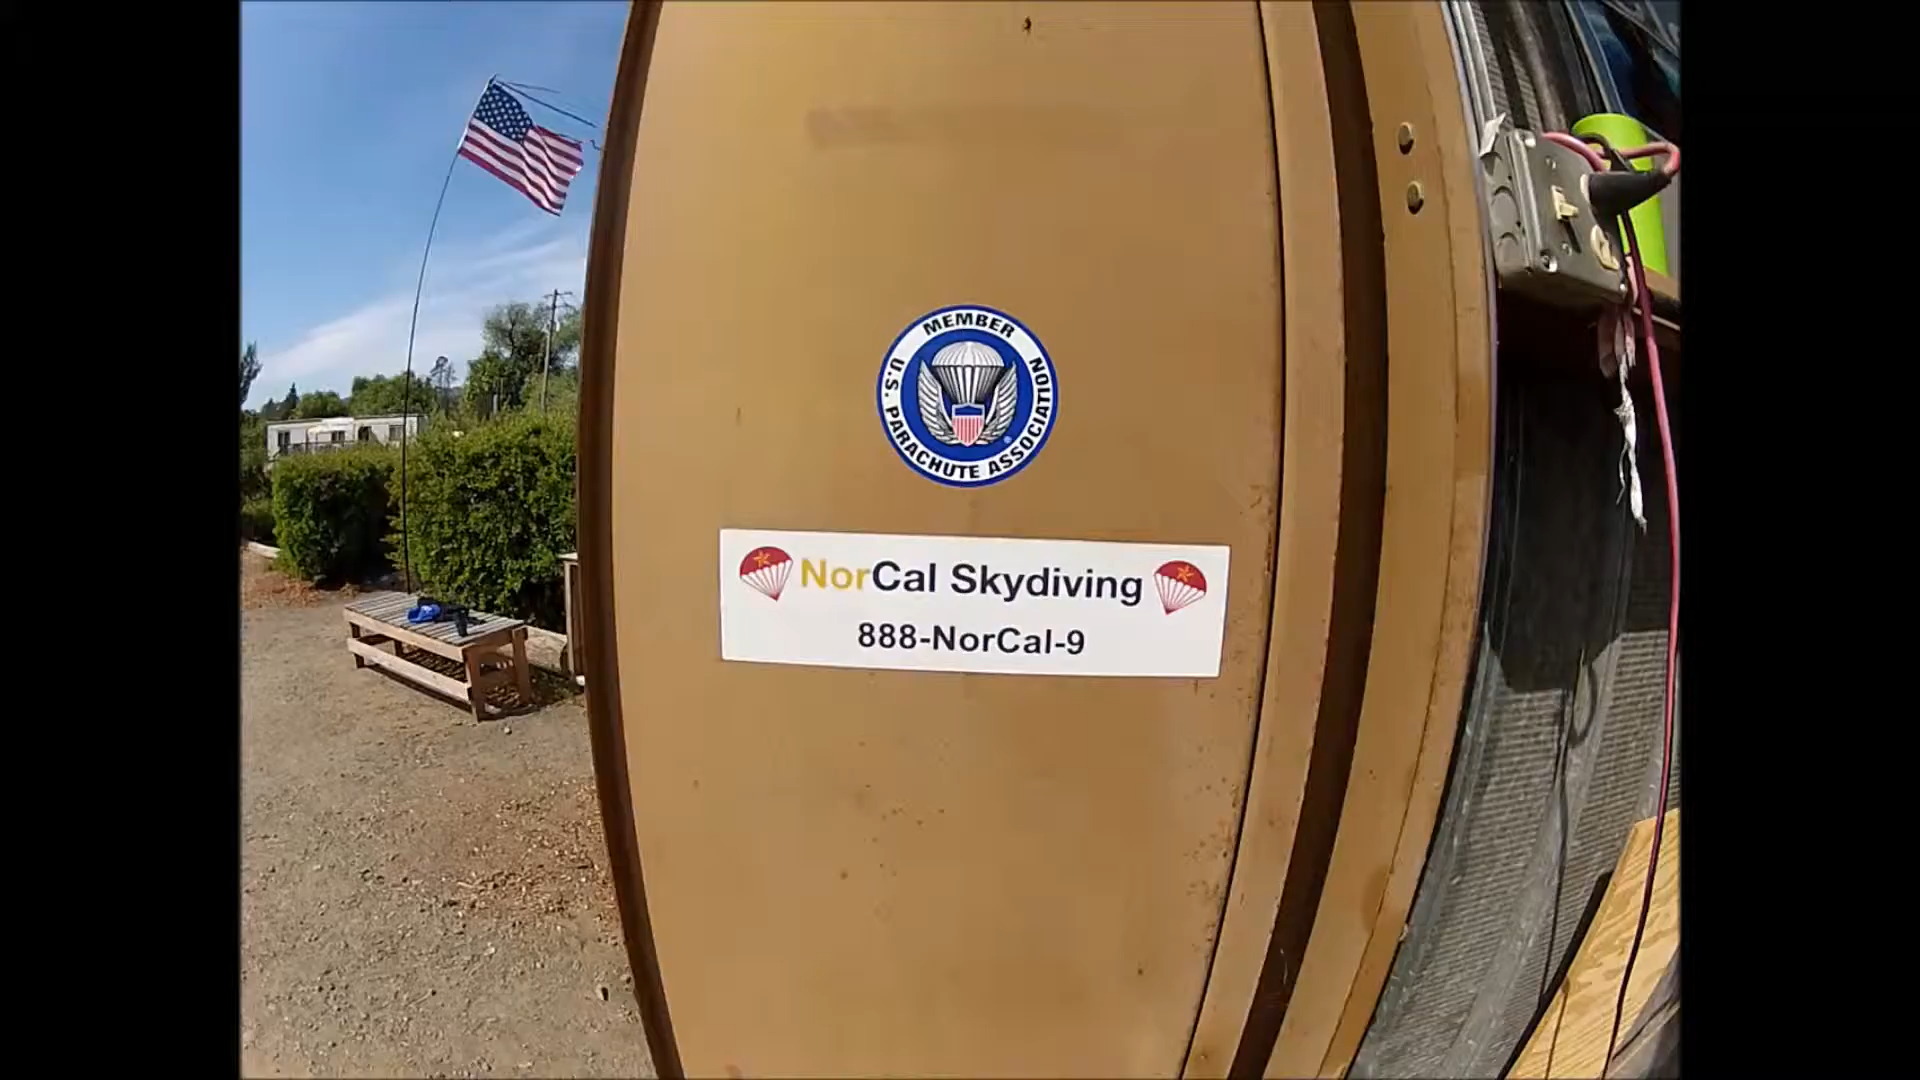 MEMBER
U.S. PARACHUTE ASSOCIATION
®
NorCal Skydiving
888-NorCal-9